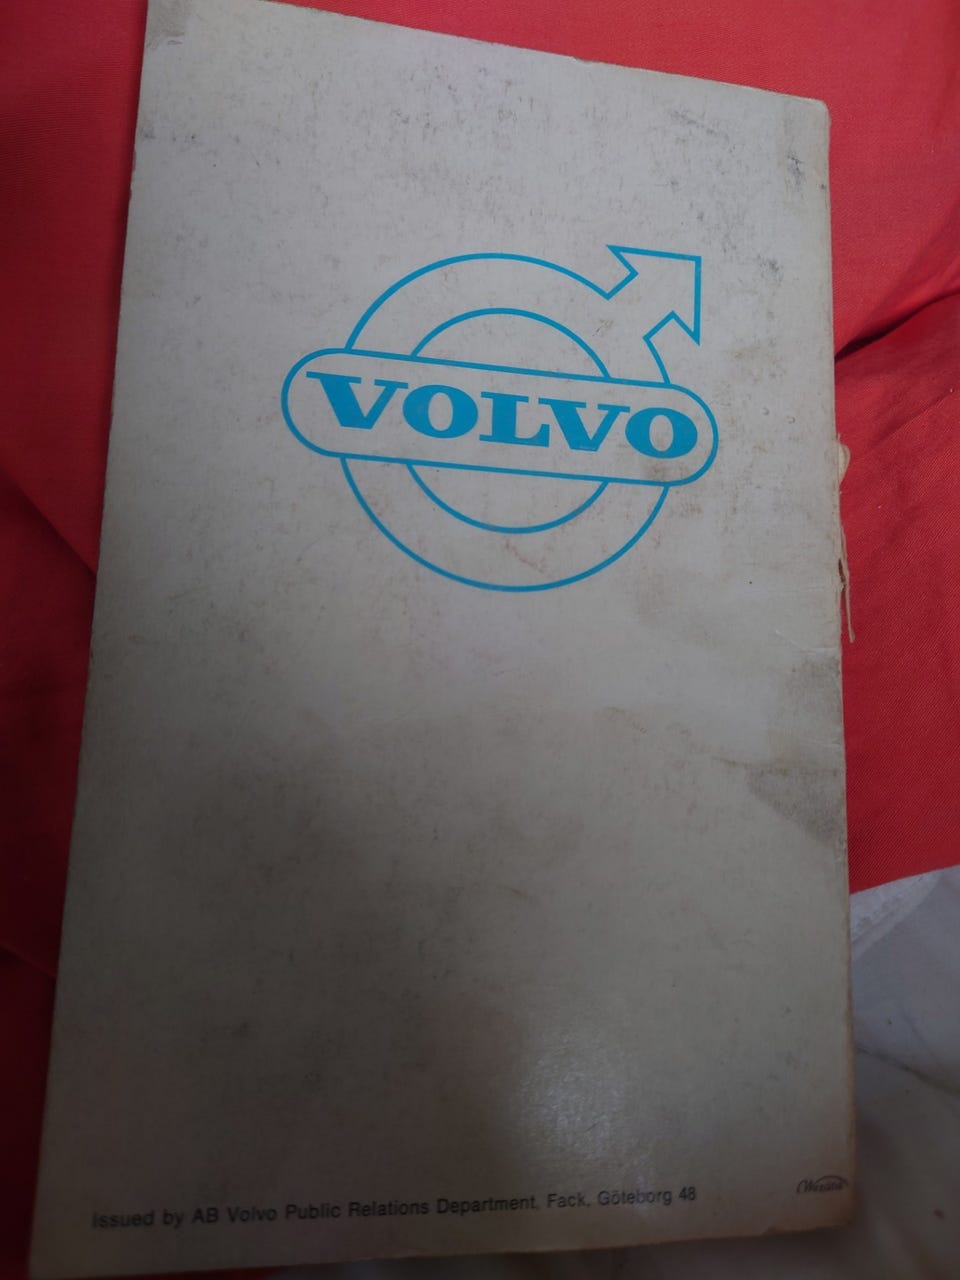 VOLVO
Issued by AB Volvo Public Relations Department, Fack, Göteborg 48